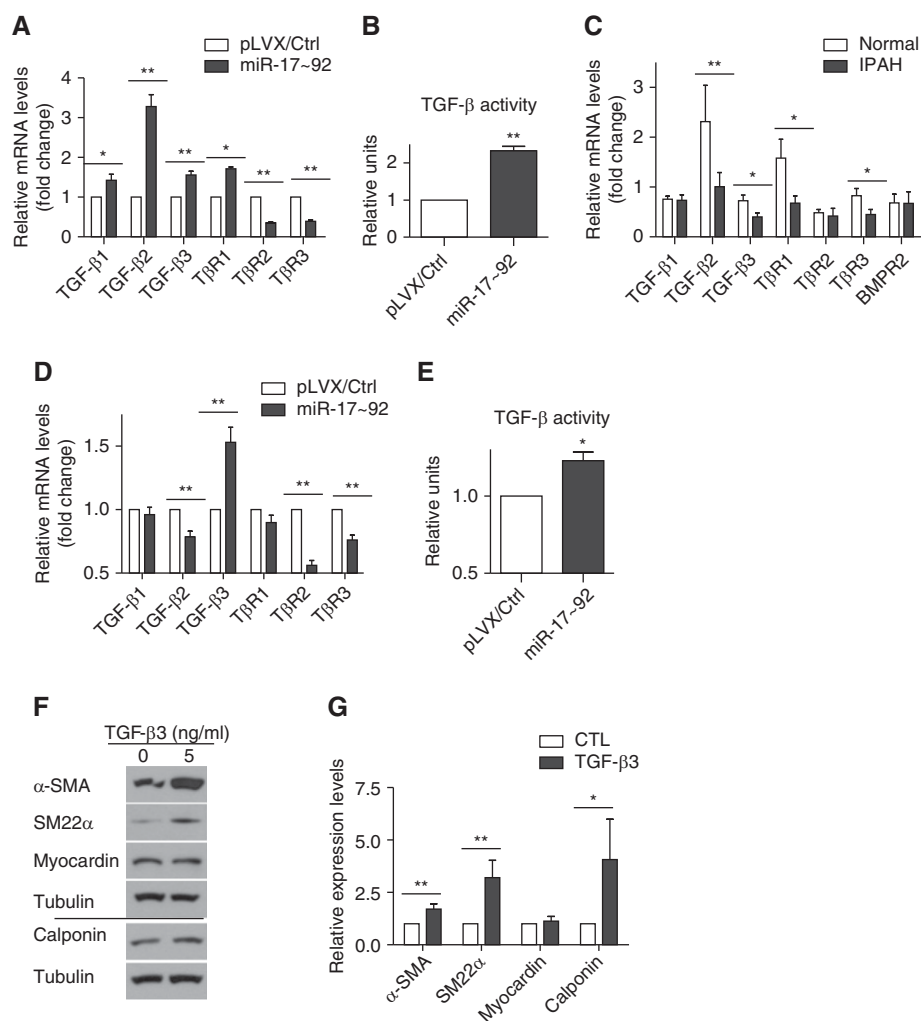 A
pLVX/Ctrl
miR-17~92
Relative mRNA levels
(fold change)
4
3
2
1
0
*
**
**
*
**
**
TGF-β1
TGF-β2
TGF-β3
TβR1
TβR2
TβR3
B
TGF-β activity
Relative units
2
1
0
**
pLVX/Ctrl
miR-17~92
C
Normal
IPAH
Relative mRNA levels
(fold change)
3
2
1
0
**
*
*
*
TGF-β1
TGF-β2
TGF-β3
TβR1
TβR2
TβR3
BMPR2
D
pLVX/Ctrl
miR-17~92
Relative mRNA levels
(fold change)
1.5
1.0
0.5
**
**
**
**
TGF-β1
TGF-β2
TGF-β3
TβR1
TβR2
TβR3
E
TGF-β activity
Relative units
1.0
0.5
*
pLVX/Ctrl
miR-17~92
F
TGF-β3 (ng/ml)
0 5
α-SMA
SM22α
Myocardin
Tubulin
Calponin
Tubulin
G
CTL
TGF-β3
Relative expression levels
7.5
5.0
2.5
0.0
**
**
*
α-SMA
SM22α
Myocardin
Calponin